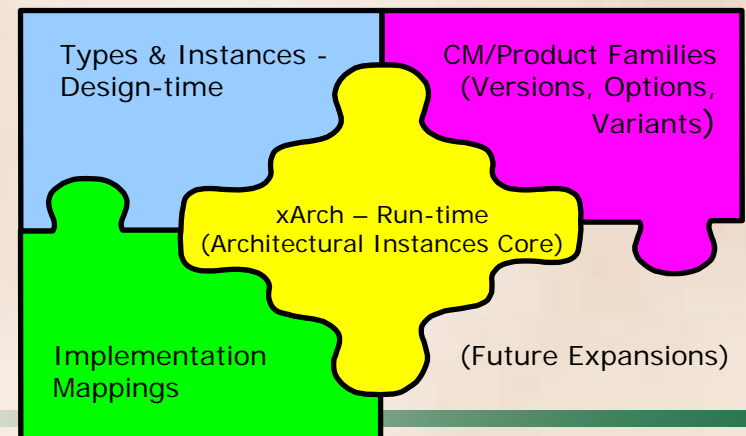 Types & Instances -
Design-time
CM/Product Families
(Versions, Options,
Variants)
xArch – Run-time
(Architectural Instances Core)
Implementation
Mappings
(Future Expansions)